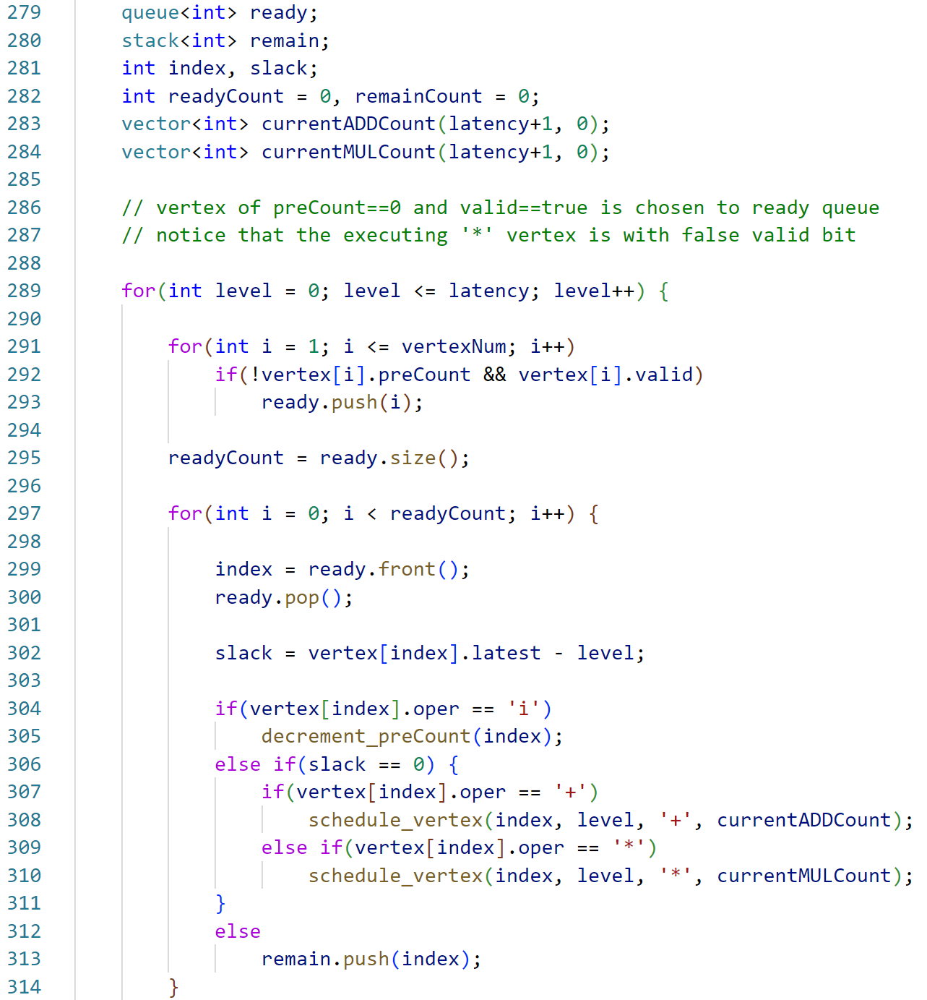 279 queue<int> ready;
280 stack<int> remain;
281 int index, slack;
282 int readyCount = 0, remainCount = 0;
283 vector<int> currentADDCount(latency+1, 0);
284 vector<int> currentMULCount(latency+1, 0);
285
286 // vertex of preCount==0 and valid==true is chosen to ready queue
287 // notice that the executing '*' vertex is with false valid bit
288
289 for(int level = 0; level <= latency; level++) {
290
291 for(int i = 1; i <= vertexNum; i++)
292 if(!vertex[i].preCount && vertex[i].valid)
293 ready.push(i);
294
295 readyCount = ready.size();
296
297 for(int i = 0; i < readyCount; i++) {
298
299 index = ready.front();
300 ready.pop();
301
302 slack = vertex[index].latest - level;
303
304 if(vertex[index].oper == 'i')
305 decrement_preCount(index);
306 else if(slack == 0) {
307 if(vertex[index].oper == '+')
308 schedule_vertex(index, level, '+', currentADDCount);
309 else if(vertex[index].oper == '*')
310 schedule_vertex(index, level, '*', currentMULCount);
311 }
312 else
313 remain.push(index);
314 }